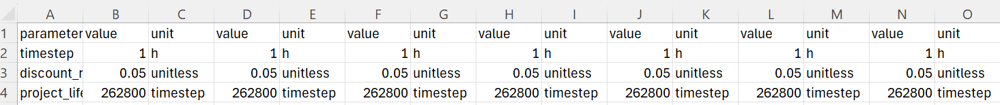 A B C D E F G H I J K L M N O
1 parameter value unit value unit value unit value unit value unit value unit value unit
2 timestep 1 h 1 h 1 h 1 h 1 h 1 h 1 h
3 discount_r 0.05 unitless 0.05 unitless 0.05 unitless 0.05 unitless 0.05 unitless 0.05 unitless 0.05 unitless
4 project_life 262800 timestep 262800 timestep 262800 timestep 262800 timestep 262800 timestep 262800 timestep 262800 timestep